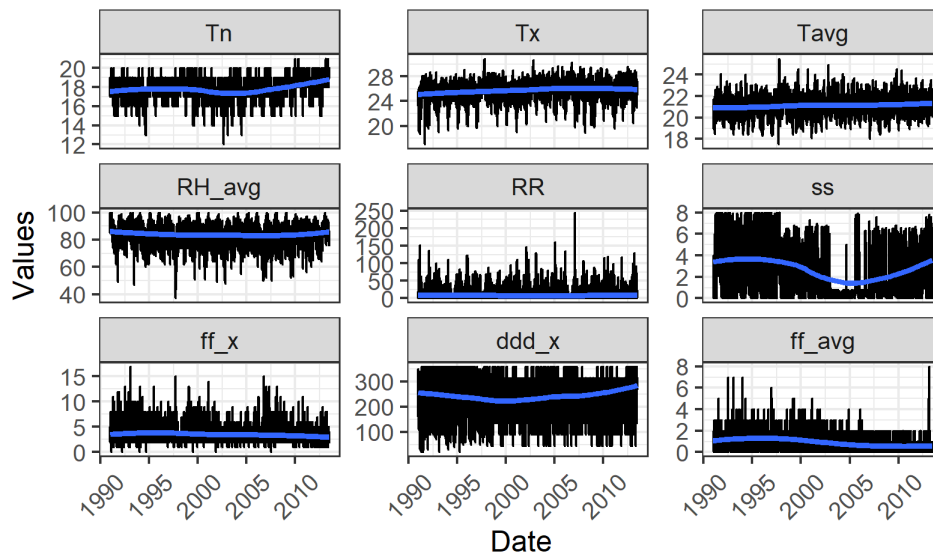 Tn Tx Tavg
20 18 16 14 12
28 26 24 20
24 22 20 18
RH_avg RR ss
100 80 60 40
250 200 150 100 50 0
8 6 4 2 0
ff_x ddd_x ff_avg
15 10 5 0
300 200 100
8 6 4 2 0
1990 1995 2000 2005 2010
1990 1995 2000 2005 2010
1990 1995 2000 2005 2010
Values
Date